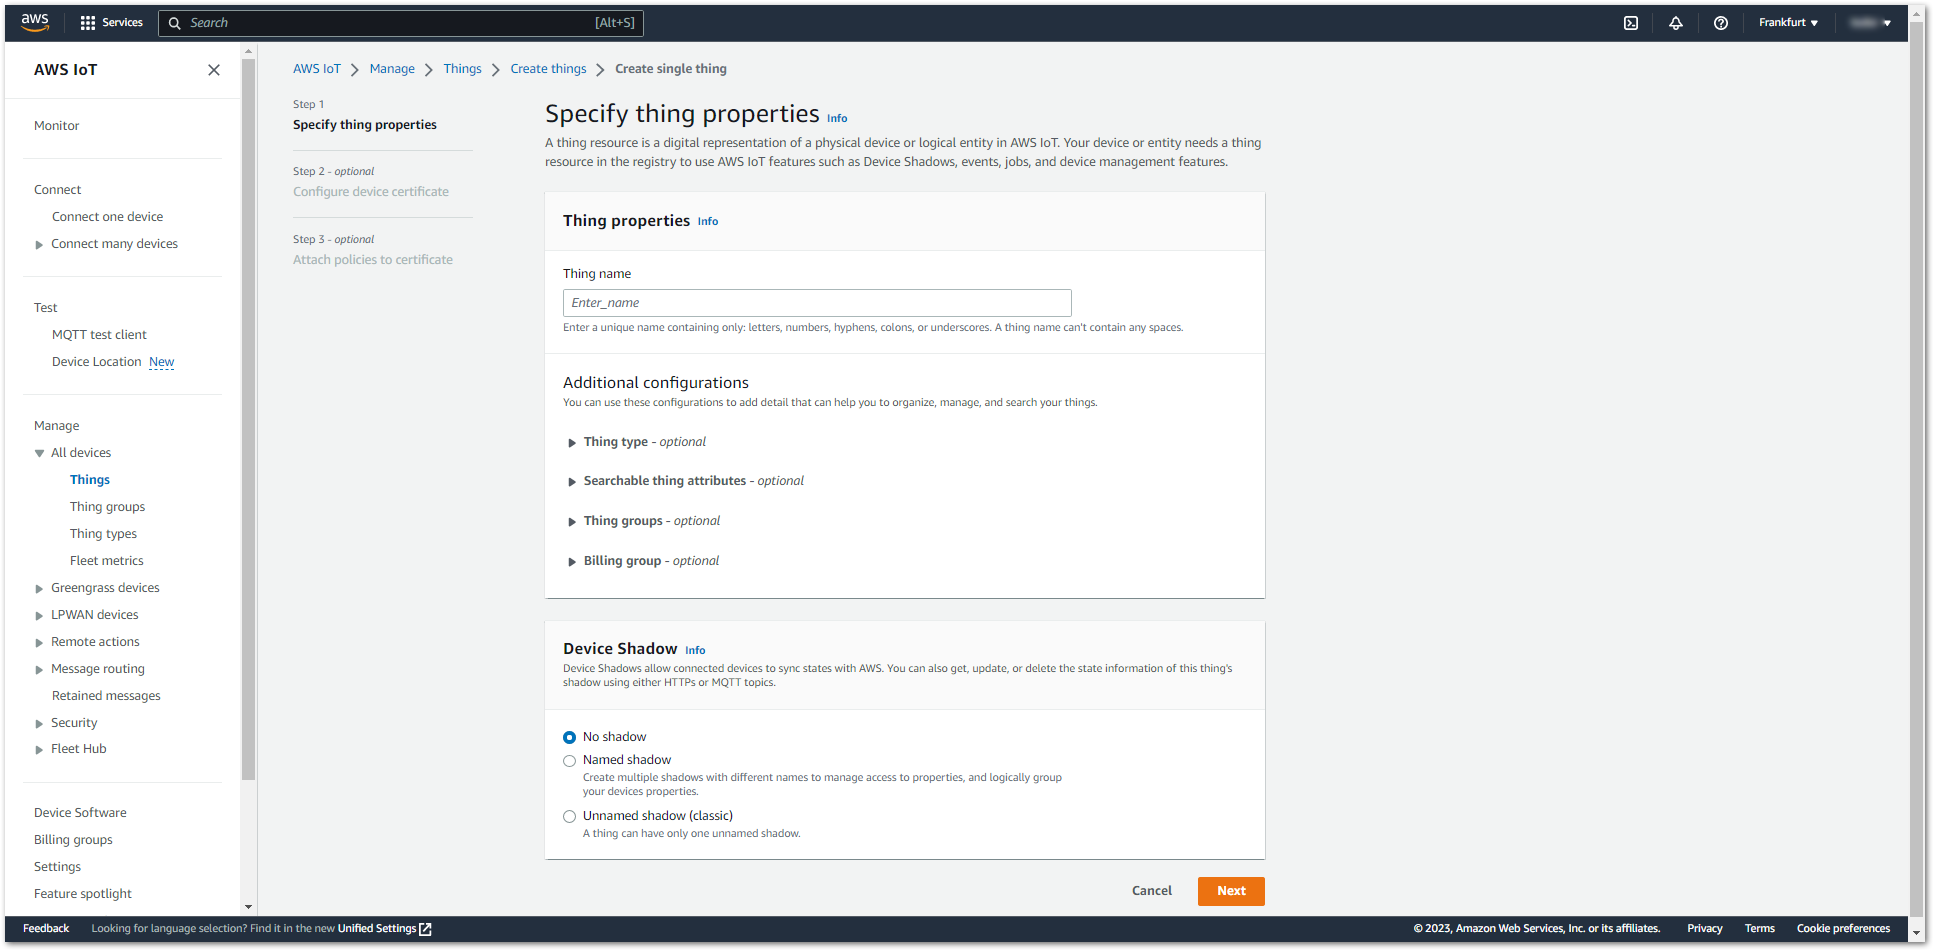 aws
Services
Search
[Alt+S]
Frankfurt
AWS IoT
Monitor
Connect
Connect one device
Connect many devices
Test
MQTT test client
Device Location New
Manage
All devices
Things
Thing groups
Thing types
Fleet metrics
Greengrass devices
LPWAN devices
Remote actions
Message routing
Retained messages
Security
Fleet Hub
Device Software
Billing groups
Settings
Feature spotlight
AWS IoT Manage Things Create things Create single thing
Step 1
Specify thing properties
Step 2 - optional
Configure device certificate
Step 3 - optional
Attach policies to certificate
Specify thing properties Info
A thing resource is a digital representation of a physical device or logical entity in AWS IoT. Your device or entity needs a thing
resource in the registry to use AWS IoT features such as Device Shadows, events, jobs, and device management features.
Thing properties Info
Thing name
Enter_name
Enter a unique name containing only: letters, numbers, hyphens, colons, or underscores. A thing name can't contain any spaces.
Additional configurations
You can use these configurations to add detail that can help you to organize, manage, and search your things.
Thing type - optional
Searchable thing attributes - optional
Thing groups - optional
Billing group - optional
Device Shadow Info
Device Shadows allow connected devices to sync states with AWS. You can also get, update, or delete the state information of this thing's
shadow using either HTTPs or MQTT topics.
No shadow
Named shadow
Create multiple shadows with different names to manage access to properties, and logically group
your devices properties.
Unnamed shadow (classic)
A thing can have only one unnamed shadow.
Cancel
Next
Feedback
Looking for language selection? Find it in the new Unified Settings
© 2023, Amazon Web Services, Inc. or its affiliates.
Privacy
Terms
Cookie preferences